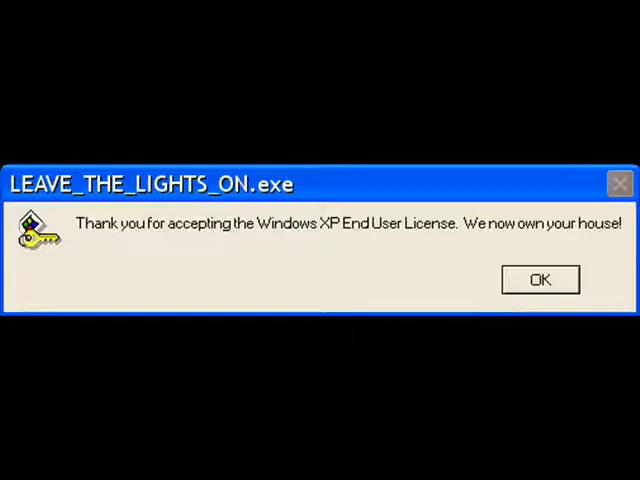 LEAVE_THE_LIGHTS_ON.exe
Thank you for accepting the Windows XP End User License. We now own your house!
OK